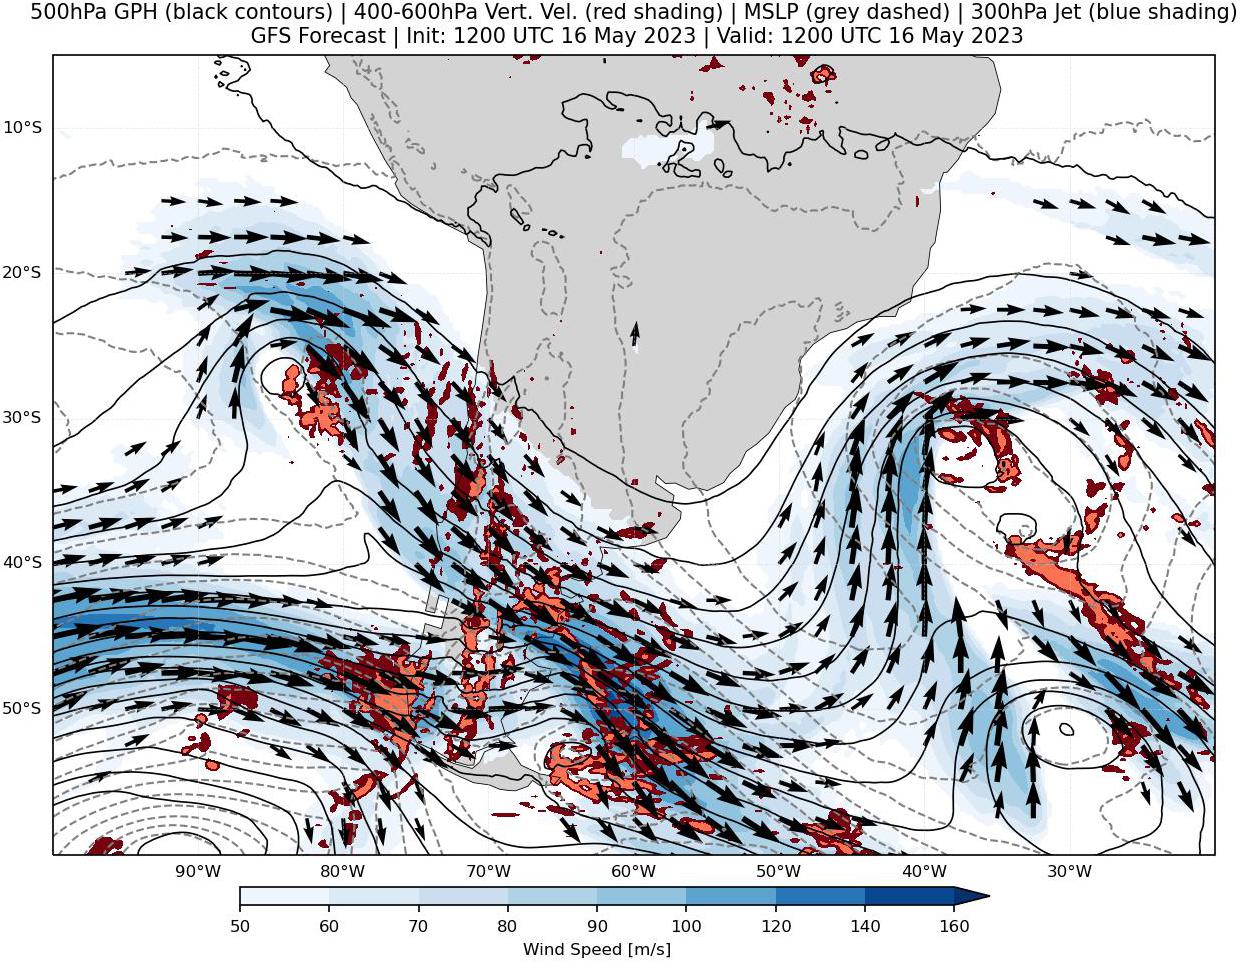 500hPa GPH (black contours) | 400-600hPa Vert. Vel. (red shading) | MSLP (grey dashed) | 300hPa Jet (blue shading)
GFS Forecast | Init: 1200 UTC 16 May 2023 | Valid: 1200 UTC 16 May 2023
10°S
20°S
30°S
40°S
50°S
90°W 80°W 70°W 60°W 50°W 40°W 30°W
50 60 70 80 90 100 120 140 160
Wind Speed [m/s]